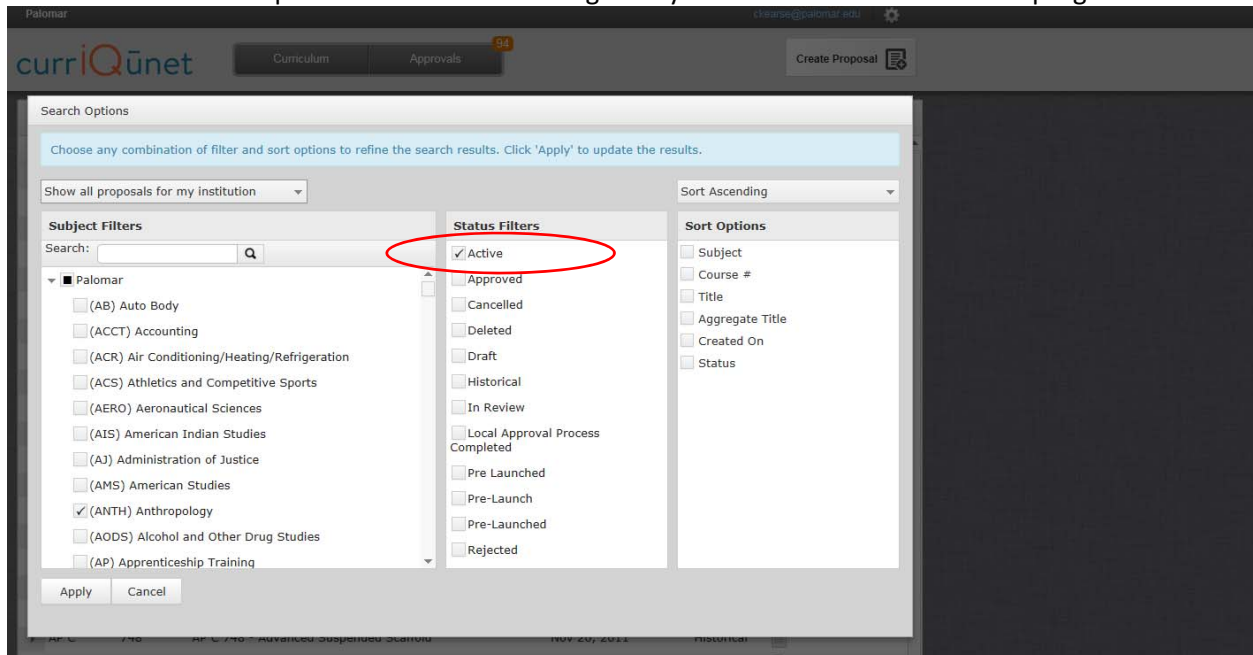 Palomar
r.kearse@palomar.edu
currIQūnet
Curriculum
Approvals
94
Create Proposal
Search Options
Choose any combination of filter and sort options to refine the search results. Click 'Apply' to update the results.
Show all proposals for my institution
Sort Ascending
Subject Filters
Search:
Palomar
(AB) Auto Body
(ACCT) Accounting
(ACR) Air Conditioning/Heating/Refrigeration
(ACS) Athletics and Competitive Sports
(AERO) Aeronautical Sciences
(AIS) American Indian Studies
(AJ) Administration of Justice
(AMS) American Studies
(ANTH) Anthropology
(AODS) Alcohol and Other Drug Studies
(AP) Apprenticeship Training
Status Filters
Active
Approved
Cancelled
Deleted
Draft
Historical
In Review
Local Approval Process
Completed
Pre Launched
Pre-Launch
Pre-Launched
Rejected
Sort Options
Subject
Course #
Title
Aggregate Title
Created On
Status
Apply
Cancel
AP C 748 AP C 748 - Advanced Suspended Scaffold Nov 20, 2011 Historical